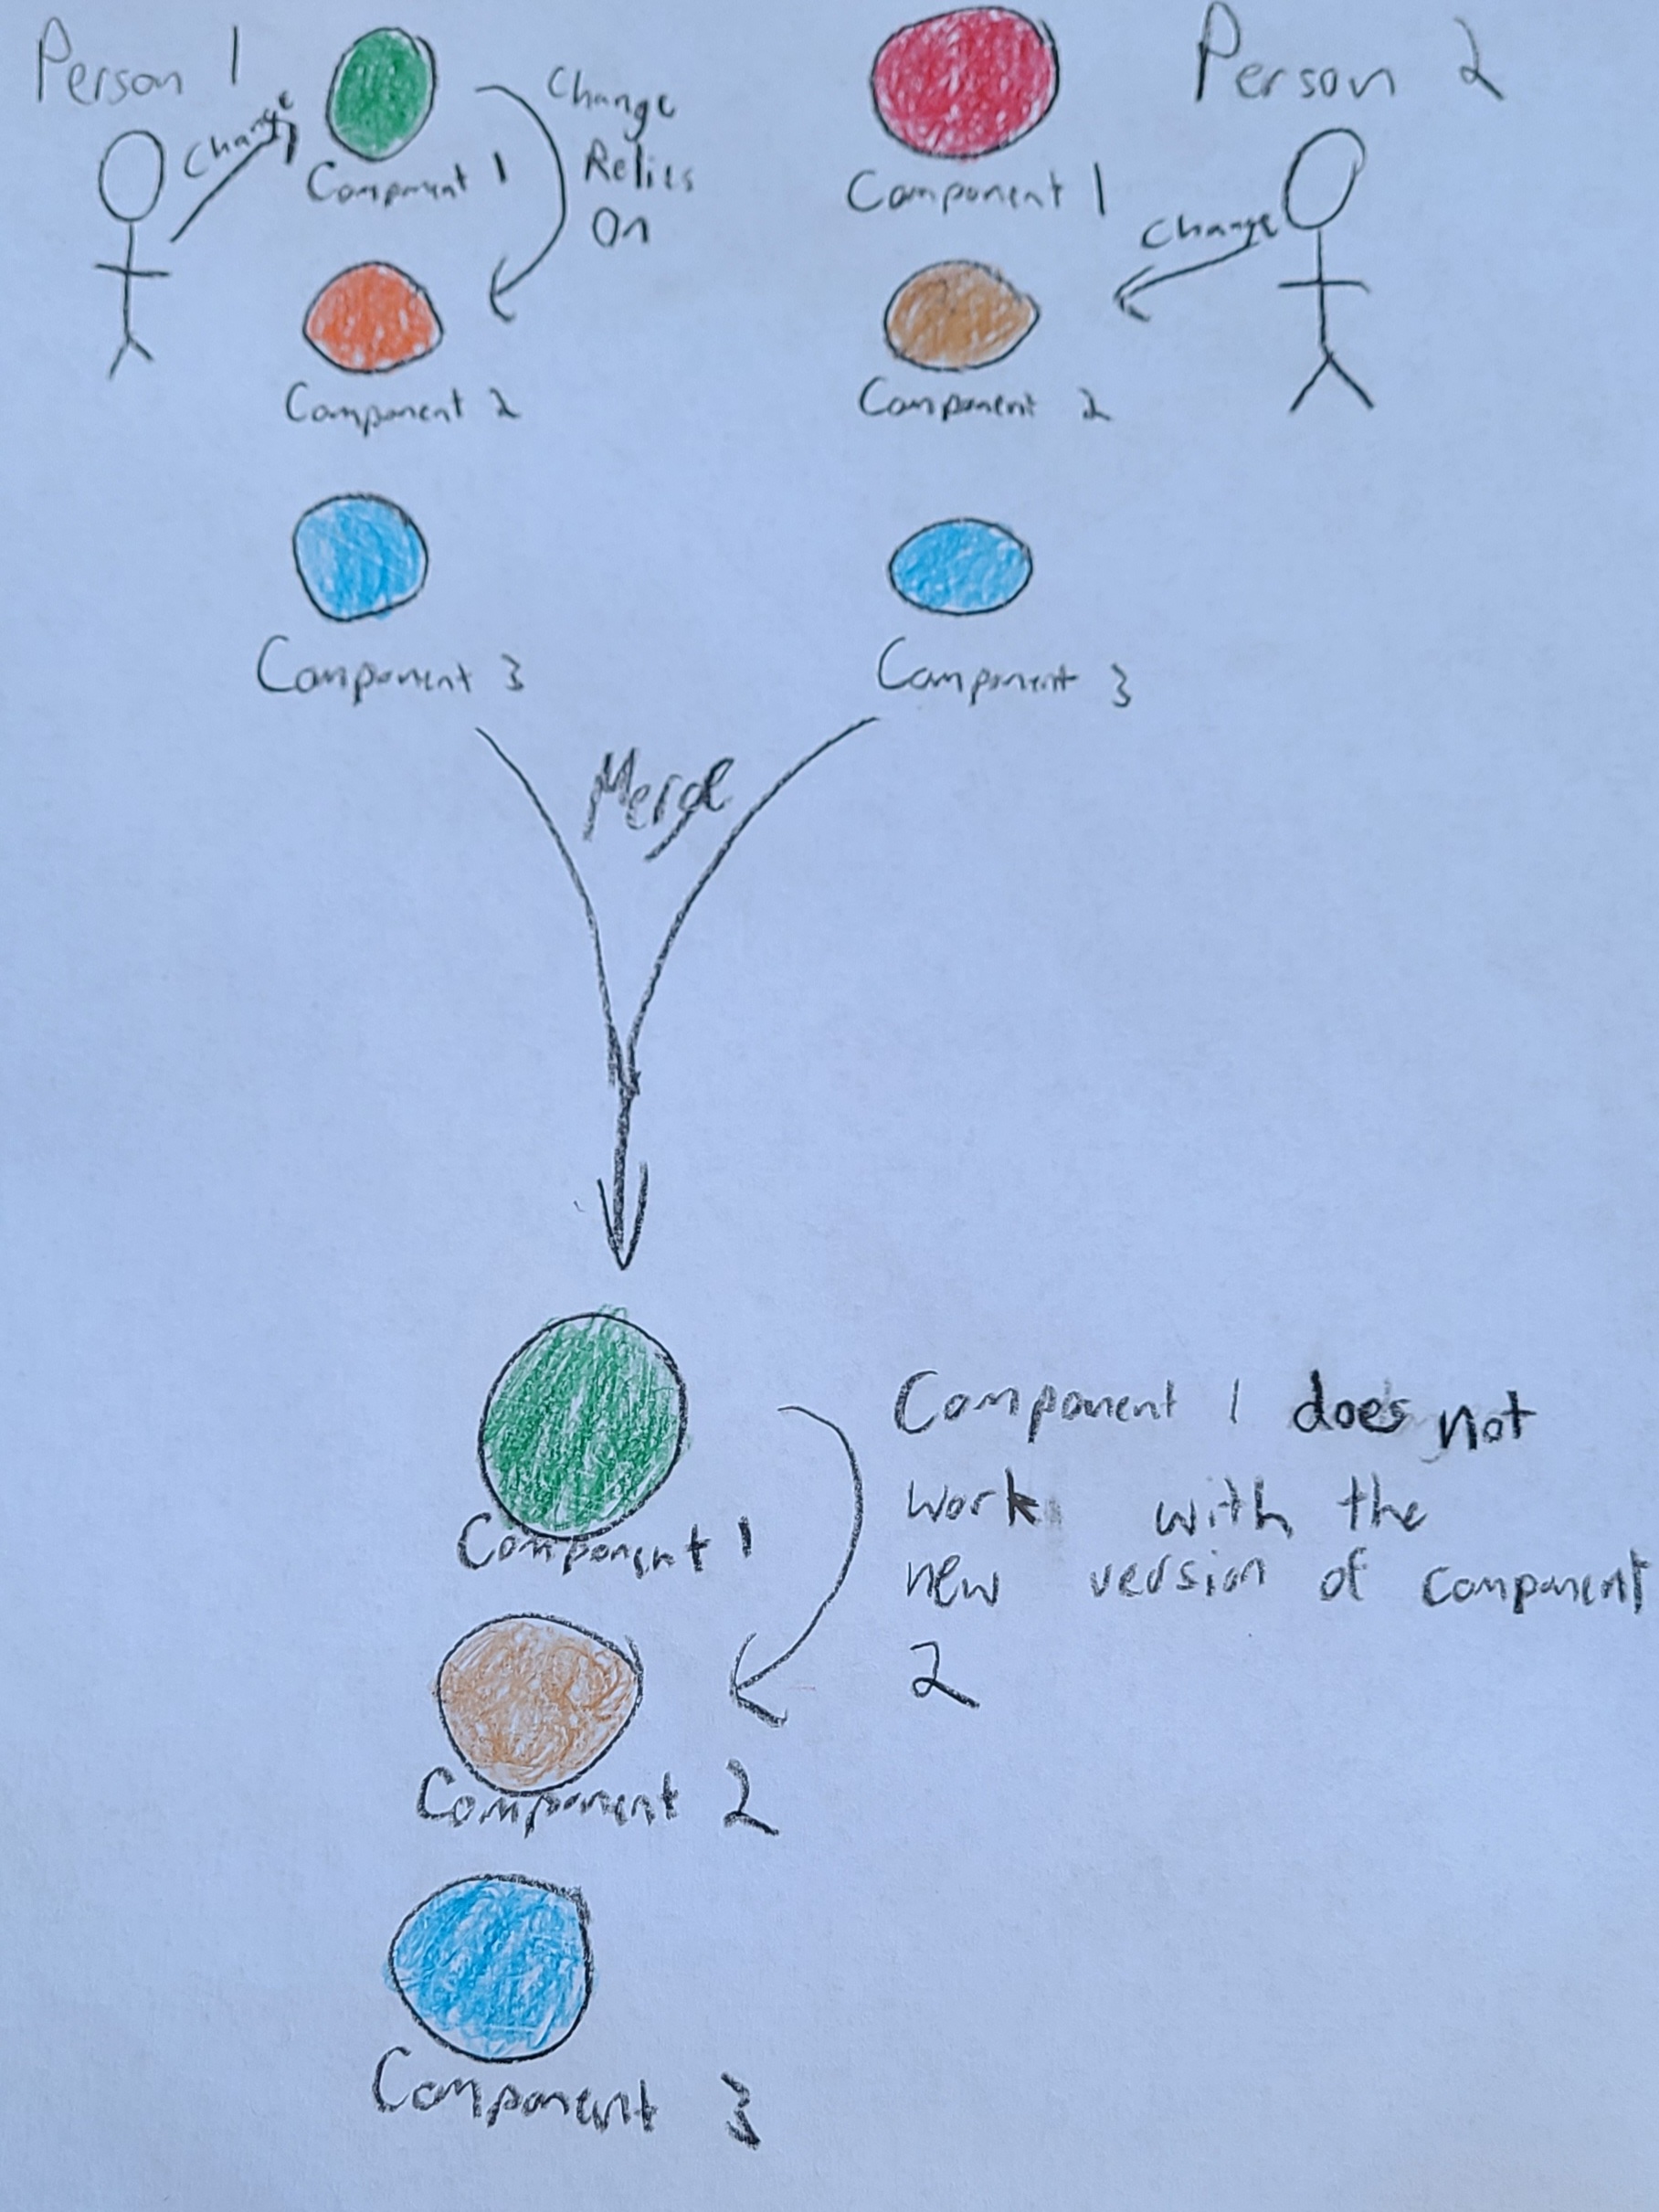 Person 1
Change
Component 1
Change
Relies
On
Component 2
Component 3
Person 2
Component 1
Change
Component 2
Component 3
Merge
Component 1
Component 1 does not
work with the
new version of component
2
Component 2
Component 3